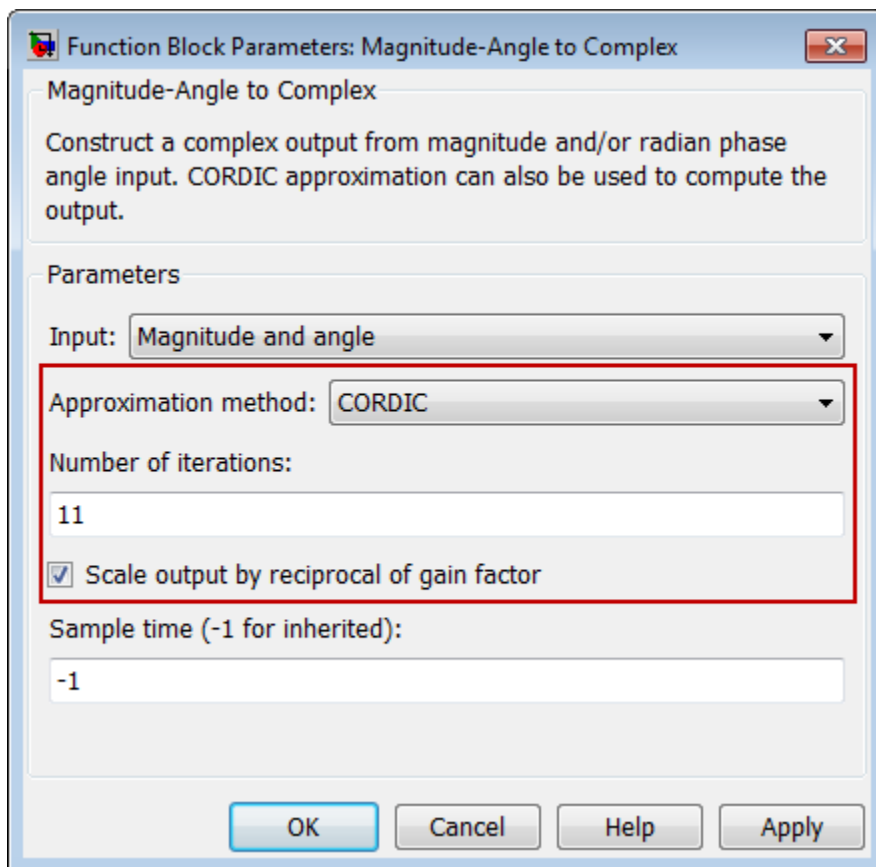 Function Block Parameters: Magnitude-Angle to Complex
Magnitude-Angle to Complex
Construct a complex output from magnitude and/or radian phase
angle input. CORDIC approximation can also be used to compute the
output.
Parameters
Input: Magnitude and angle
Approximation method: CORDIC
Number of iterations:
11
Scale output by reciprocal of gain factor
Sample time (-1 for inherited):
-1
OK Cancel Help Apply